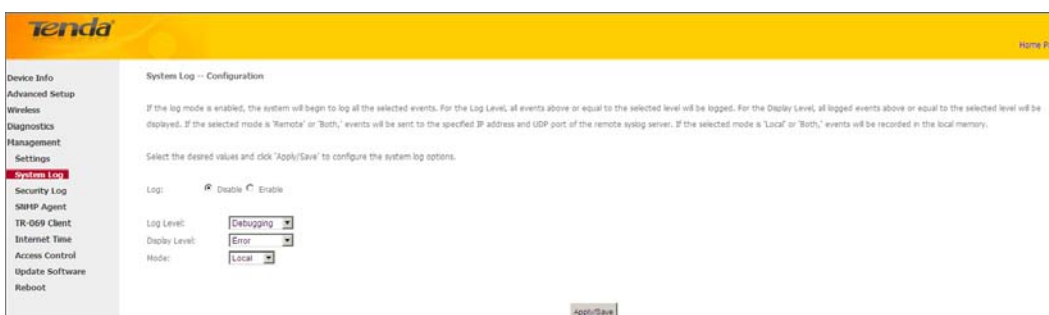 Tenda
Home P
Device Info
Advanced Setup
Wireless
Diagnostics
Management
Settings
System Log
Security Log
SNMP Agent
TR-069 Client
Internet Time
Access Control
Update Software
Reboot
System Log -- Configuration
If the log mode is enabled, the system will begin to log all the selected events. For the Log Level, all events above or equal to the selected level will be logged. For the Display Level, all logged events above or equal to the selected level will be
displayed. If the selected mode is 'Remote' or 'Both,' events will be sent to the specified IP address and UDP port of the remote syslog server. If the selected mode is 'Local' or 'Both,' events will be recorded in the local memory.
Select the desired values and click 'Apply/Save' to configure the system log options.
Log: Disable Enable
Log Level: Debugging
Display Level: Error
Mode: Local
Apply/Save